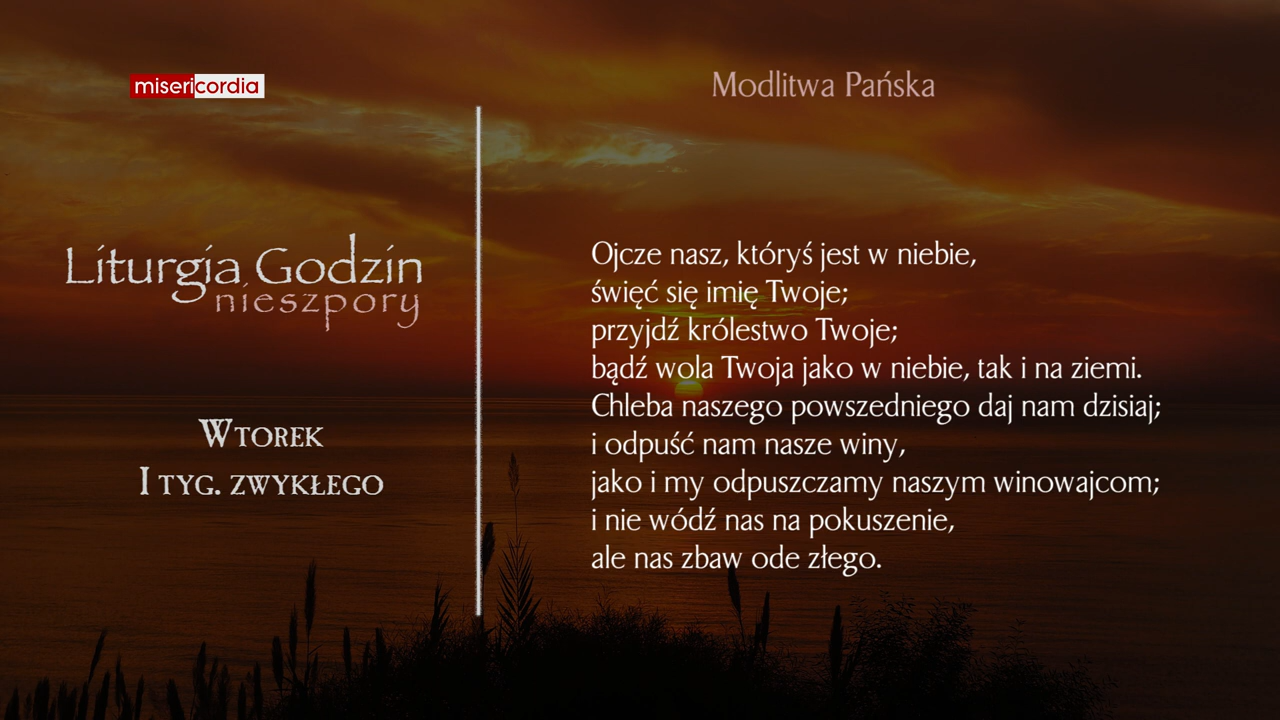 misericordia
Liturgia Godzin
nieszpory
Wtorek
I tyg. zwykłego
Modlitwa Pańska
Ojcze nasz, któryś jest w niebie,
święć się imię Twoje;
przyjdź królestwo Twoje;
bądź wola Twoja jako w niebie, tak i na ziemi.
Chleba naszego powszedniego daj nam dzisiaj;
i odpuść nam nasze winy,
jako i my odpuszczamy naszym winowajcom;
i nie wódź nas na pokuszenie,
ale nas zbaw ode złego.